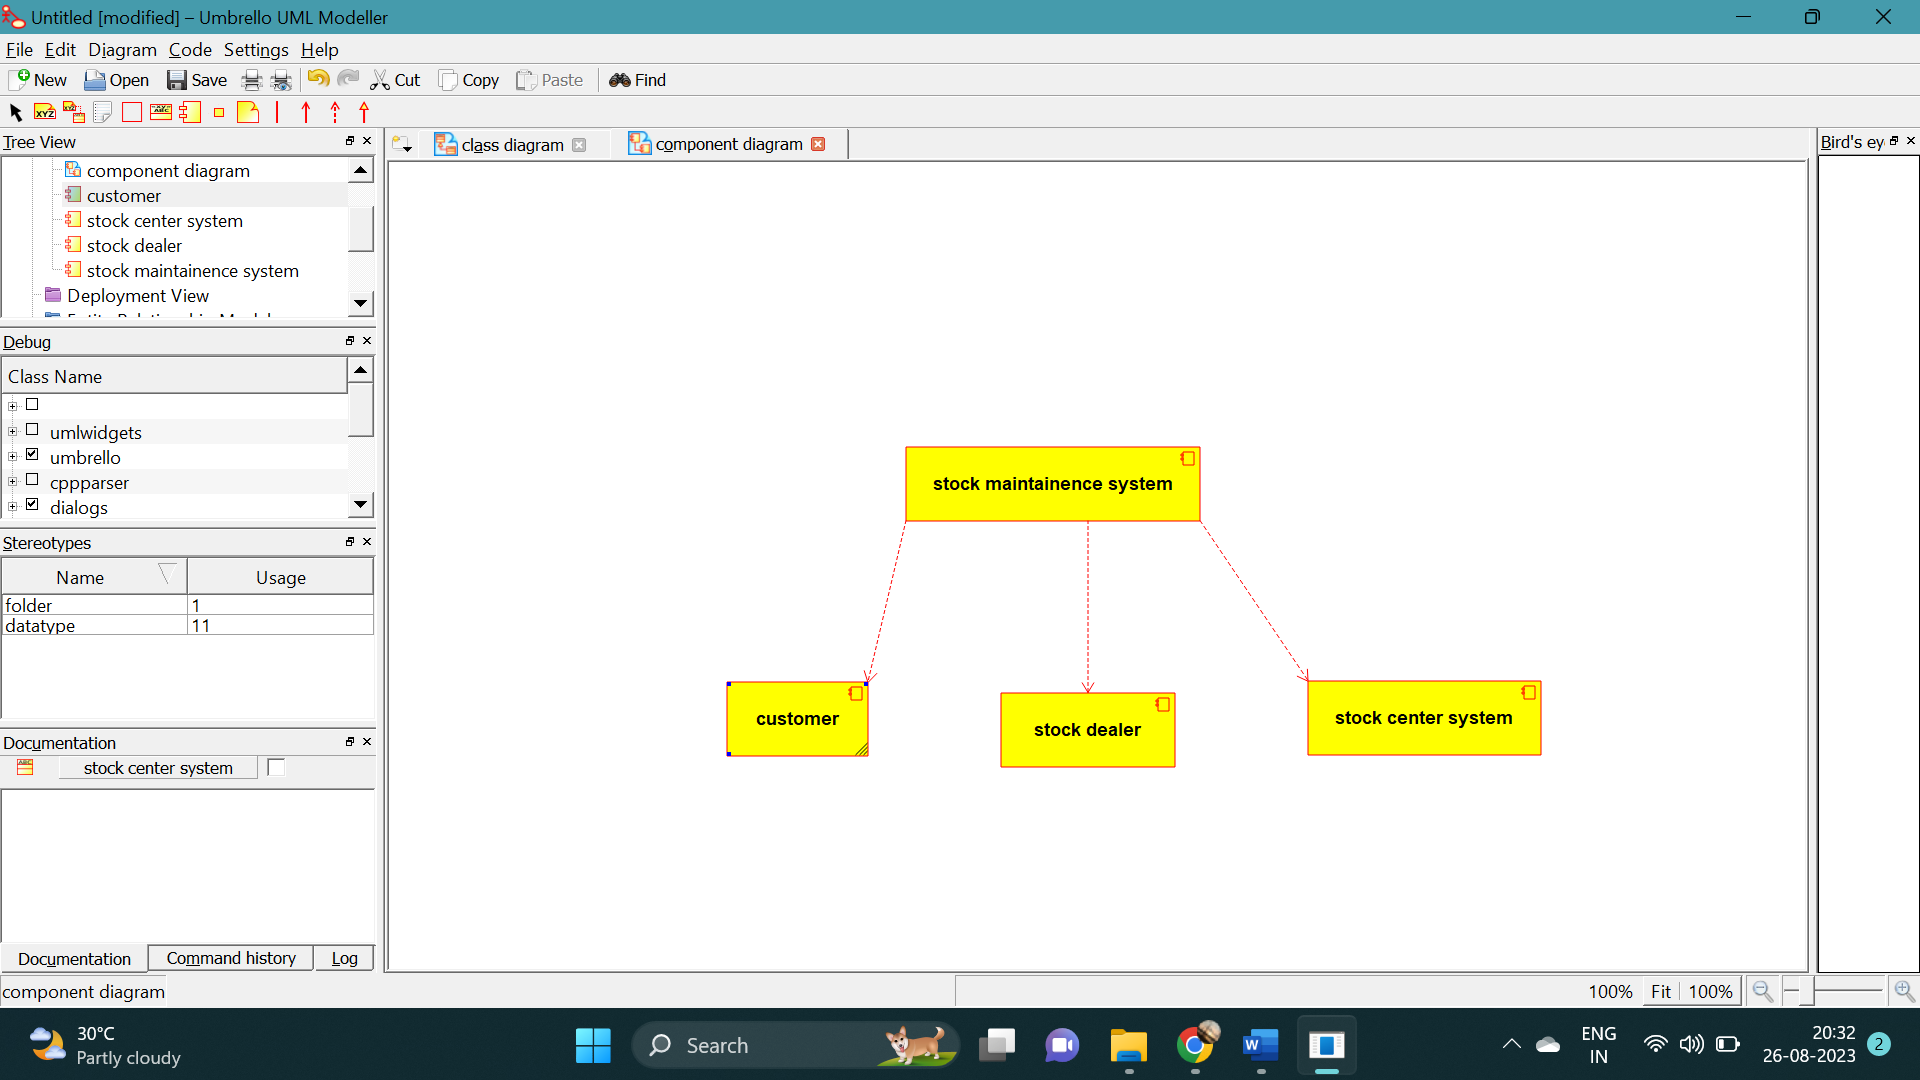 Untitled [modified] – Umbrello UML Modeller
File Edit Diagram Code Settings Help
New Open Save Cut Copy Paste Find
XYZ
Tree View
component diagram
customer
stock center system
stock dealer
stock maintainence system
Deployment View
Debug
Class Name
umlwidgets
umbrello
cppparser
dialogs
Stereotypes
Name Usage
folder 1
datatype 11
Documentation
stock center system
Documentation Command history Log
component diagram
class diagram component diagram
Bird's ey
stock maintainence system
customer
stock dealer
stock center system
100% Fit 100%
30°C
Partly cloudy
Search
W
ENG
IN
20:32
26-08-2023
2